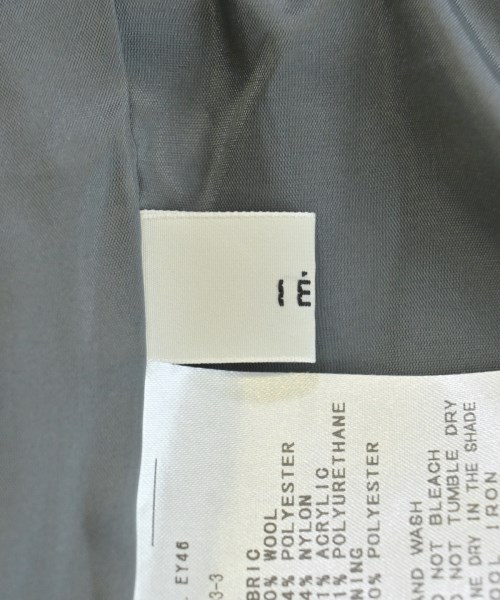 EY46
3-3
BRIC
0% WOOL
4% POLYESTER
4% NYLON
1% ACRYLIC
1% POLYURETHANE
NING
0% POLYESTER
AND WASH
O NOT BLEACH
O NOT TUMBLE DRY
NE DRY IN THE SHADE
OOL IRON